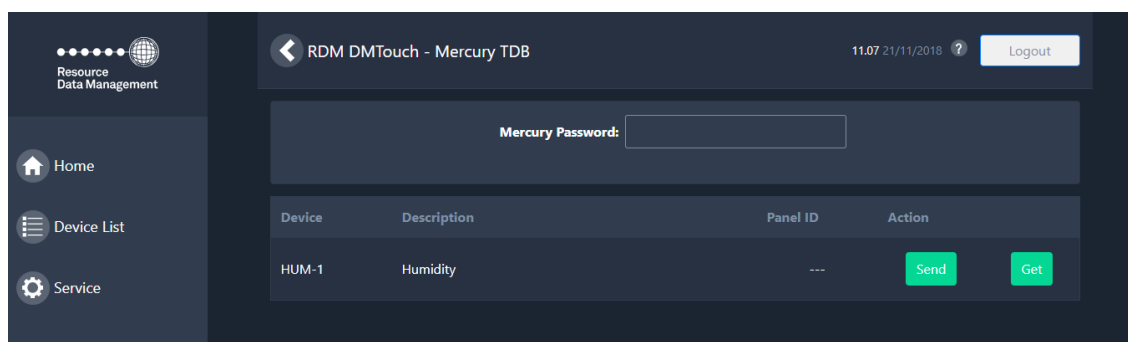 Resource
Data Management
Home
Device List
Service
RDM DMTouch - Mercury TDB
11.07 21/11/2018 ? Logout
Mercury Password:
Device Description Panel ID Action
HUM-1 Humidity --- Send Get